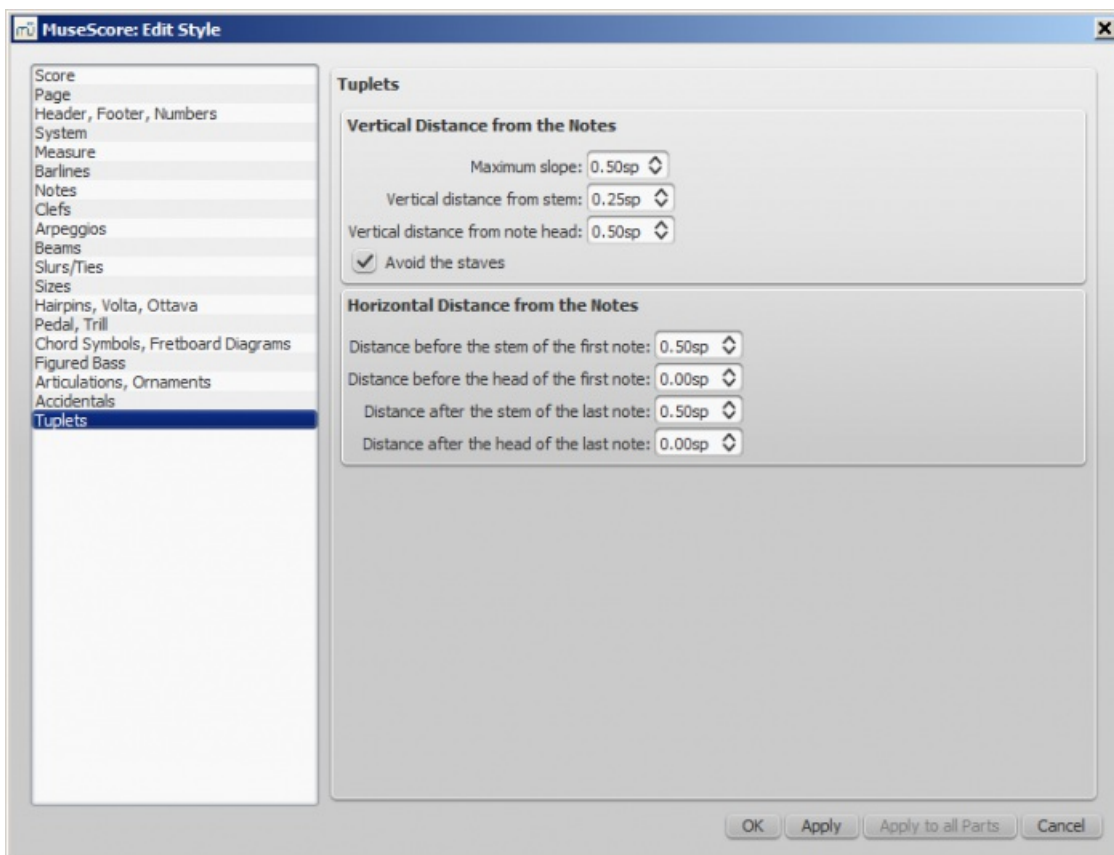 MuseScore: Edit Style
Score
Page
Header, Footer, Numbers
System
Measure
Barlines
Notes
Clefs
Arpeggios
Beams
Slurs/Ties
Sizes
Hairpins, Volta, Ottava
Pedal, Trill
Chord Symbols, Fretboard Diagrams
Figured Bass
Articulations, Ornaments
Accidentals
Tuplets
Tuplets
Vertical Distance from the Notes
Maximum slope: 0.50sp
Vertical distance from stem: 0.25sp
Vertical distance from note head: 0.50sp
Avoid the staves
Horizontal Distance from the Notes
Distance before the stem of the first note: 0.50sp
Distance before the head of the first note: 0.00sp
Distance after the stem of the last note: 0.50sp
Distance after the head of the last note: 0.00sp
OK Apply Apply to all Parts Cancel